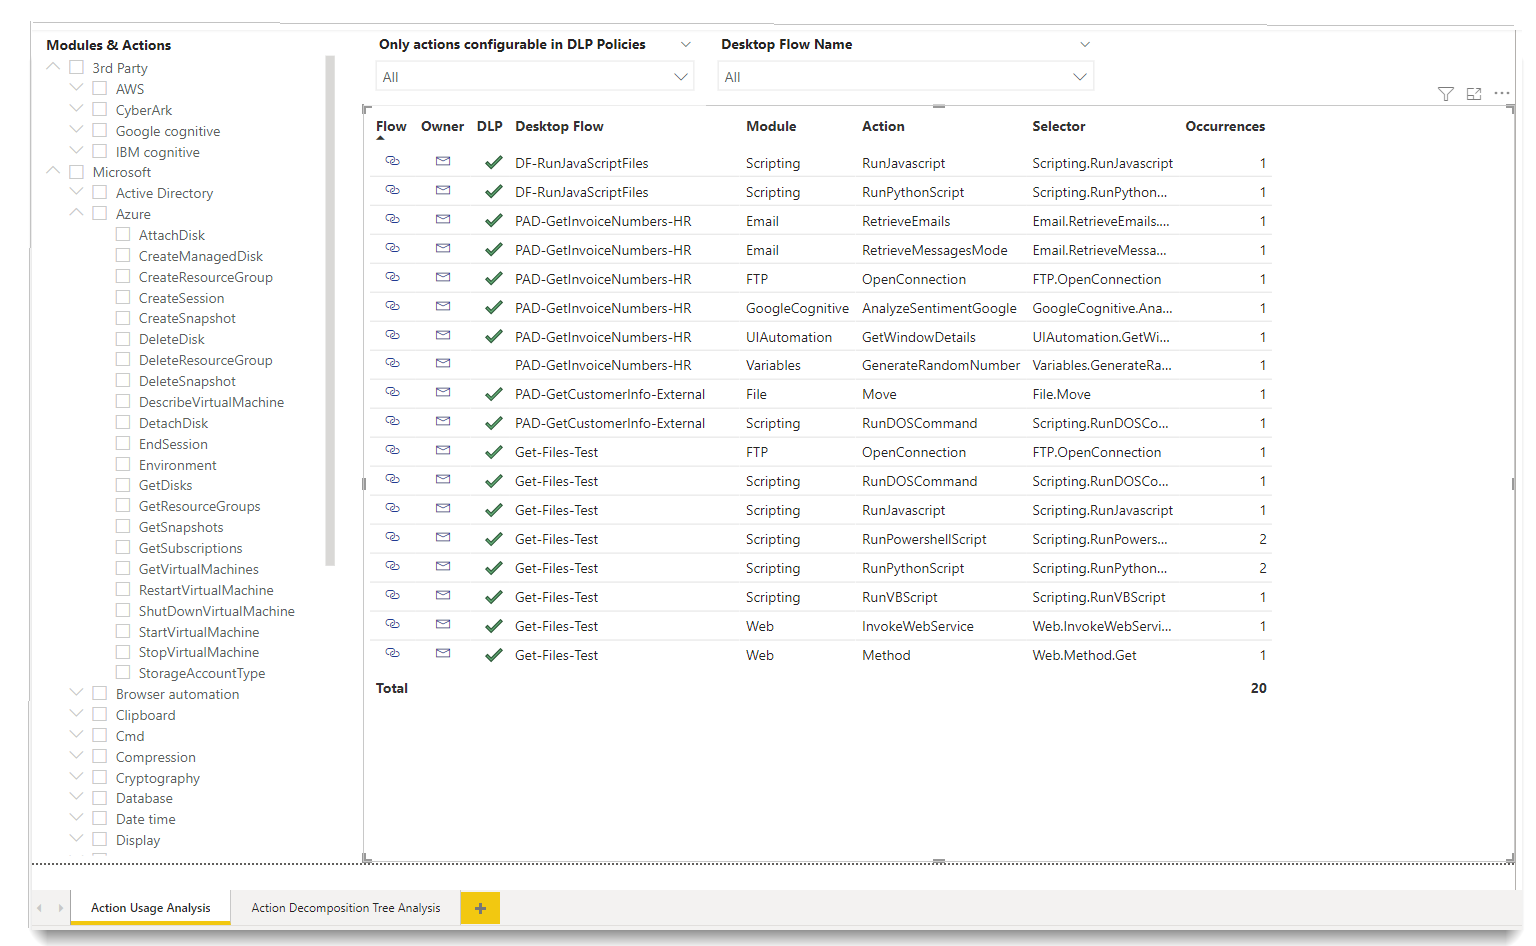 Modules & Actions
3rd Party
AWS
CyberArk
Google cognitive
IBM cognitive
Microsoft
Active Directory
Azure
AttachDisk
CreateManagedDisk
CreateResourceGroup
CreateSession
CreateSnapshot
DeleteDisk
DeleteResourceGroup
DeleteSnapshot
DescribeVirtualMachine
DetachDisk
EndSession
Environment
GetDisks
GetResourceGroups
GetSnapshots
GetSubscriptions
GetVirtualMachines
RestartVirtualMachine
ShutDownVirtualMachine
StartVirtualMachine
StopVirtualMachine
StorageAccountType
Browser automation
Clipboard
Cmd
Compression
Cryptography
Database
Date time
Display
Only actions configurable in DLP Policies
All
Desktop Flow Name
All
Flow Owner DLP Desktop Flow Module Action Selector Occurrences
DF-RunJavaScriptFiles Scripting RunJavascript Scripting.RunJavascript 1
DF-RunJavaScriptFiles Scripting RunPythonScript Scripting.RunPython... 1
PAD-GetInvoiceNumbers-HR Email RetrieveEmails Email.RetrieveEmails.... 1
PAD-GetInvoiceNumbers-HR Email RetrieveMessagesMode Email.RetrieveMessa... 1
PAD-GetInvoiceNumbers-HR FTP OpenConnection FTP.OpenConnection 1
PAD-GetInvoiceNumbers-HR GoogleCognitive AnalyzeSentimentGoogle GoogleCognitive.Ana... 1
PAD-GetInvoiceNumbers-HR UIAutomation GetWindowDetails UIAutomation.GetWi... 1
PAD-GetInvoiceNumbers-HR Variables GenerateRandomNumber Variables.GenerateRa... 1
PAD-GetCustomerInfo-External File Move File.Move 1
PAD-GetCustomerInfo-External Scripting RunDOSCommand Scripting.RunDOSCo... 1
Get-Files-Test FTP OpenConnection FTP.OpenConnection 1
Get-Files-Test Scripting RunDOSCommand Scripting.RunDOSCo... 1
Get-Files-Test Scripting RunJavascript Scripting.RunJavascript 1
Get-Files-Test Scripting RunPowershellScript Scripting.RunPowers... 2
Get-Files-Test Scripting RunPythonScript Scripting.RunPython... 2
Get-Files-Test Scripting RunVBScript Scripting.RunVBScript 1
Get-Files-Test Web InvokeWebService Web.InvokeWebServi... 1
Get-Files-Test Web Method Web.Method.Get 1
Total 20
Action Usage Analysis Action Decomposition Tree Analysis +